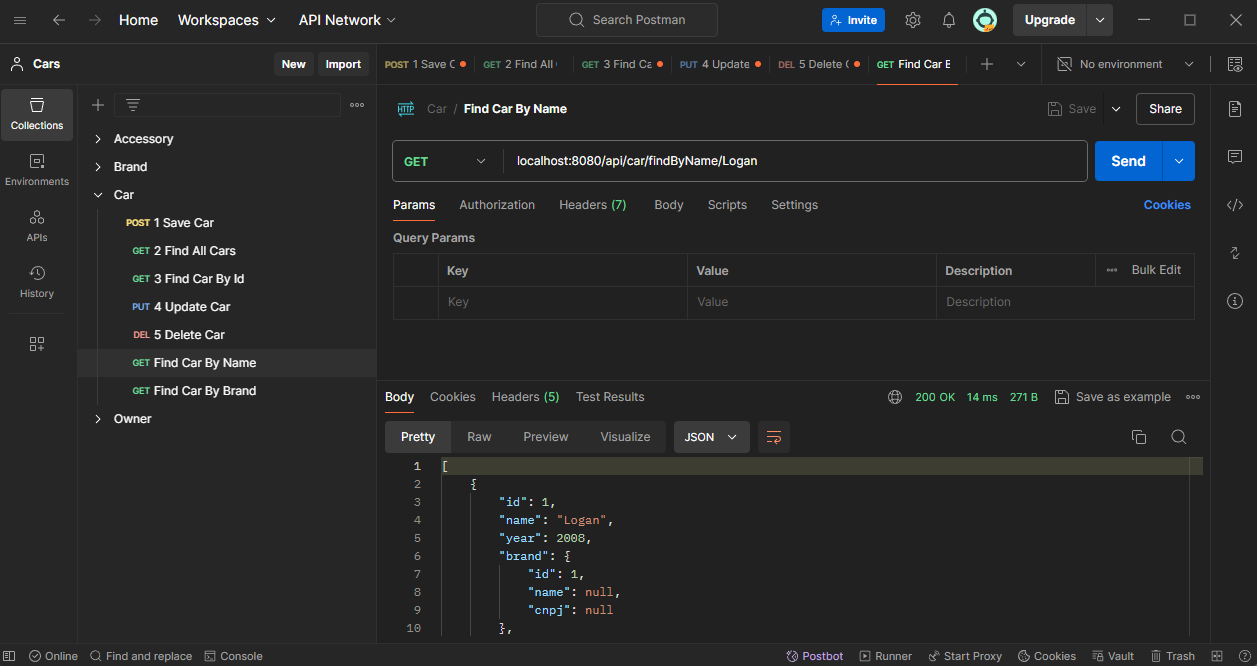 Home Workspaces API Network Search Postman Invite Upgrade
Cars New Import POST 1 Save C GET 2 Find All GET 3 Find Ca PUT 4 Update DEL 5 Delete C GET Find Car B No environment
Collections
Environments
APIs
History
Accessory
Brand
Car
POST 1 Save Car
GET 2 Find All Cars
GET 3 Find Car By Id
PUT 4 Update Car
DEL 5 Delete Car
GET Find Car By Name
GET Find Car By Brand
Owner
HTTP Car / Find Car By Name Save Share
GET localhost:8080/api/car/findByName/Logan Send
Params Authorization Headers (7) Body Scripts Settings Cookies
Query Params
Key Value Description Bulk Edit
Key Value Description
Body Cookies Headers (5) Test Results 200 OK 14 ms 271 B Save as example
Pretty Raw Preview Visualize JSON
1 [
2 {
3 "id": 1,
4 "name": "Logan",
5 "year": 2008,
6 "brand": {
7 "id": 1,
8 "name": null,
9 "cnpj": null
10 },
Online Find and replace Console Postbot Runner Start Proxy Cookies Vault Trash